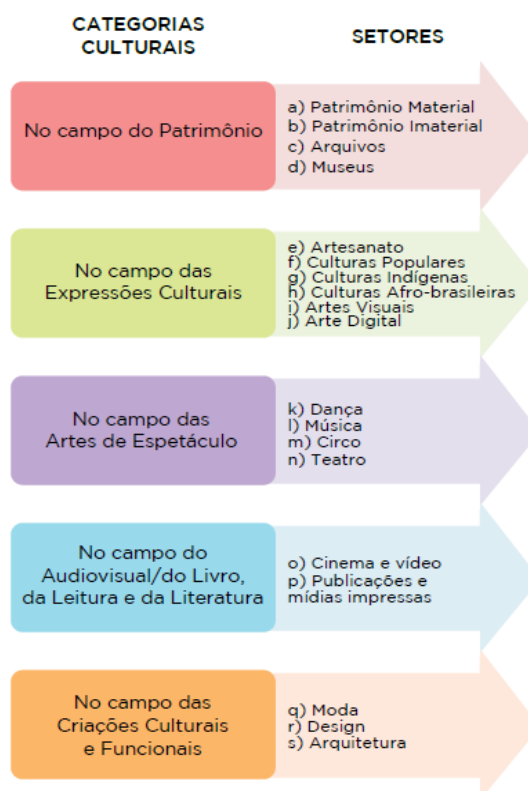 CATEGORIAS
CULTURAIS
SETORES
No campo do Patrimônio
a) Patrimônio Material
b) Patrimônio Imaterial
c) Arquivos
d) Museus
No campo das
Expressões Culturais
e) Artesanato
f) Culturas Populares
g) Culturas Indígenas
h) Culturas Afro-brasileiras
i) Artes Visuais
j) Arte Digital
No campo das
Artes de Espetáculo
k) Dança
l) Música
m) Circo
n) Teatro
No campo do
Audiovisual/do Livro,
da Leitura e da Literatura
o) Cinema e vídeo
p) Publicações e
mídias impressas
No campo das
Criações Culturais
e Funcionais
q) Moda
r) Design
s) Arquitetura